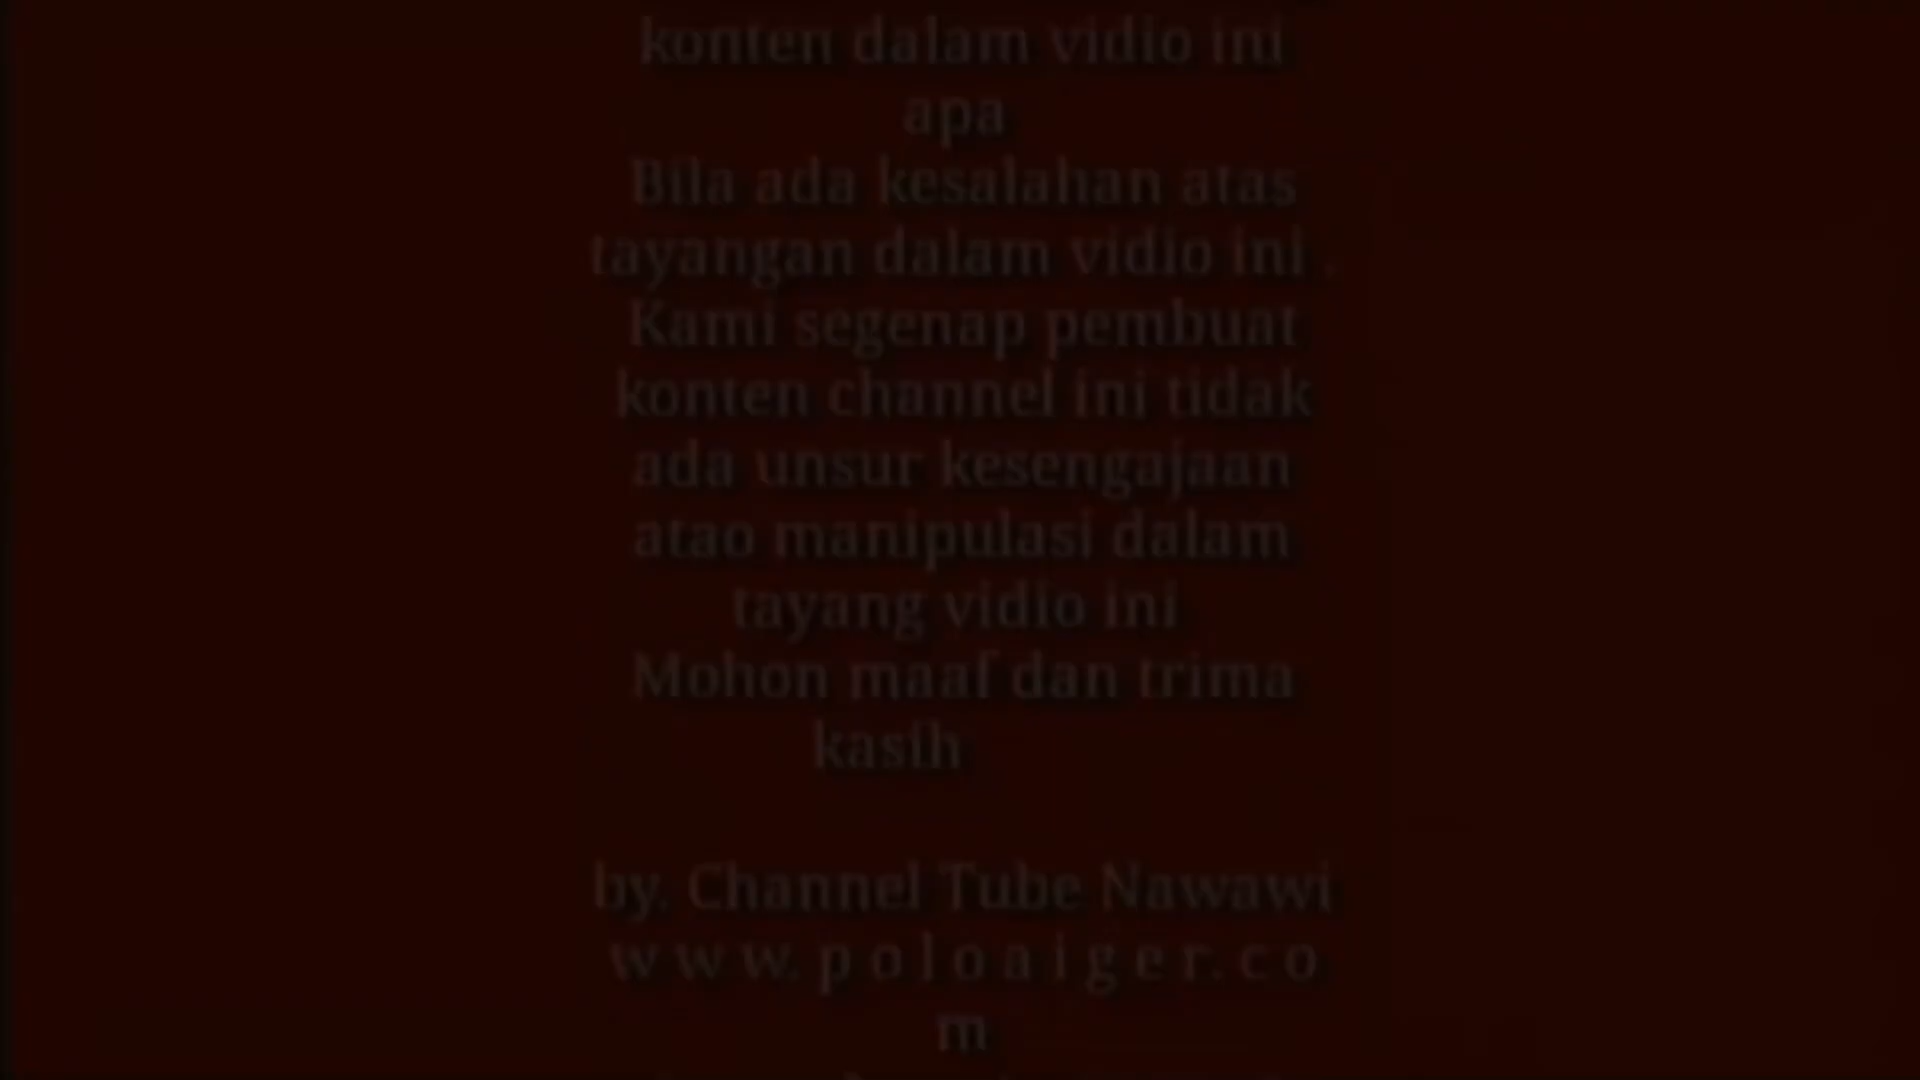 konten dalam vidio ini
apa
Bila ada kesalahan atas
tayangan dalam vidio ini .
Kami segenap pembuat
konten channel ini tidak
ada unsur kesengajaan
atao manipulasi dalam
tayang vidio ini
Mohon maaf dan trima
kasih
by. Channel Tube Nawawi
w w w. p o l o a i g e r. c o
m